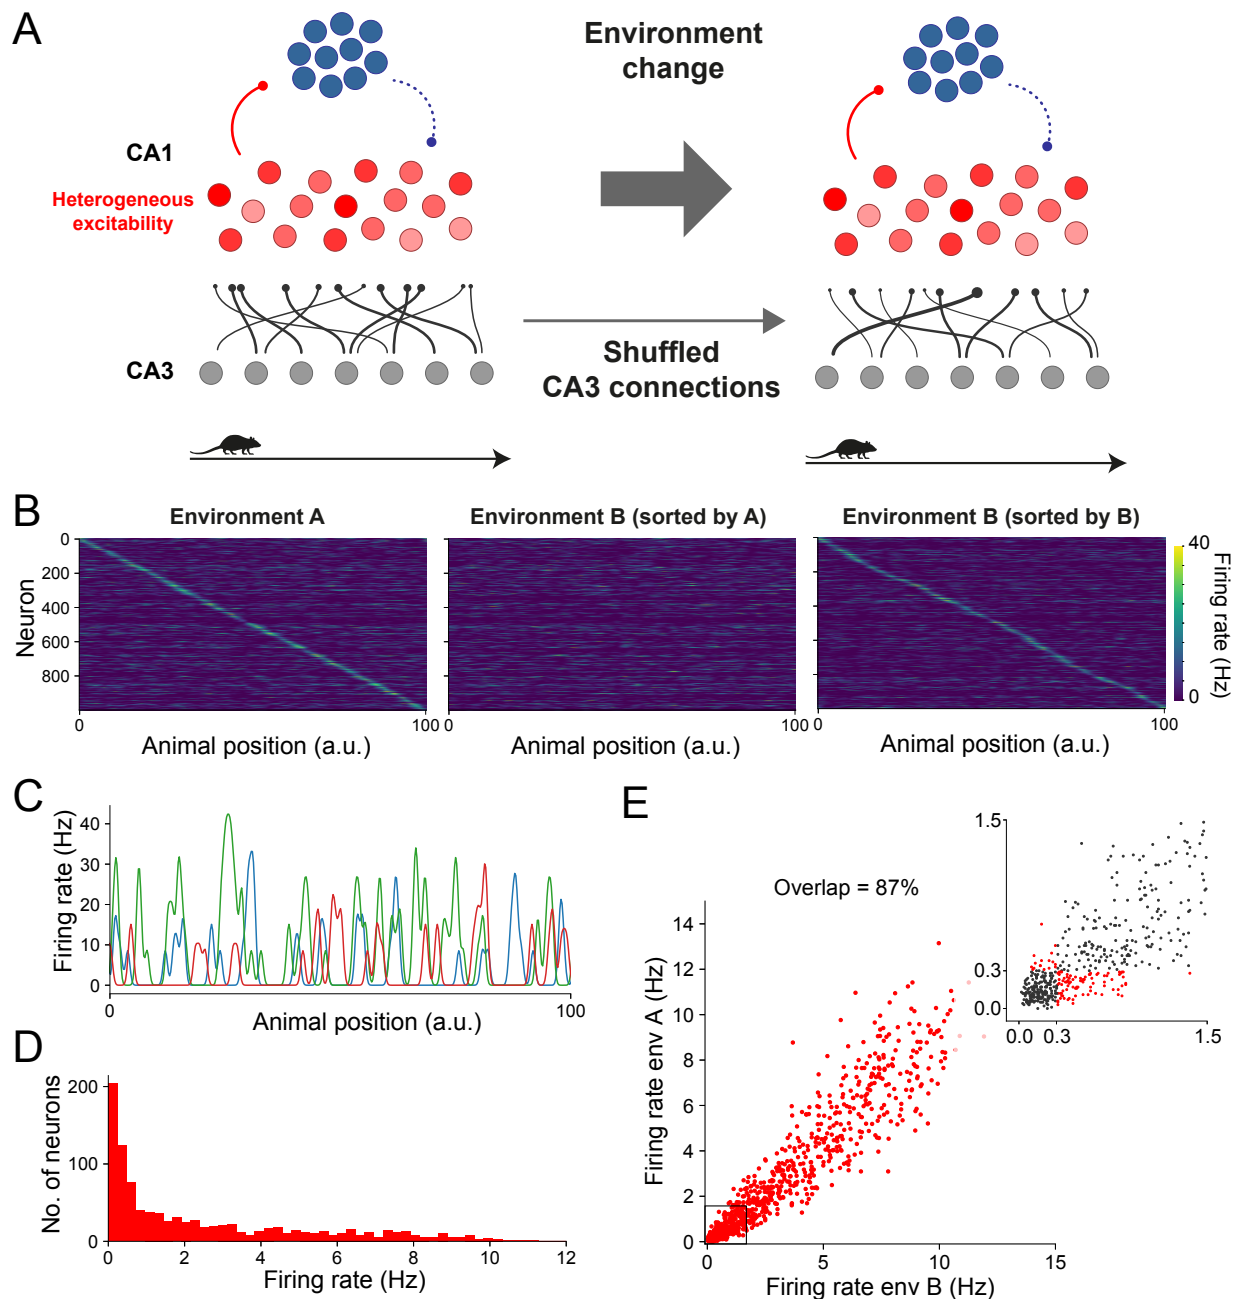 A
Environment
change
CA1
Heterogeneous
excitability
CA3
Shuffled
CA3 connections
B
Environment A
Environment B (sorted by A)
Environment B (sorted by B)
0
200
400
600
800
Neuron
0
100
Animal position (a.u.)
0
100
Animal position (a.u.)
0
100
Animal position (a.u.)
40
0
Firing rate (Hz)
C
40
30
20
10
0
Firing rate (Hz)
0
100
Animal position (a.u.)
D
200
100
0
No. of neurons
0
2
4
6
8
10
12
Firing rate (Hz)
E
Overlap = 87%
14
12
10
8
6
4
2
0
Firing rate env A (Hz)
0
5
10
15
Firing rate env B (Hz)
1.5
0.3
0.0
0.0
0.3
1.5